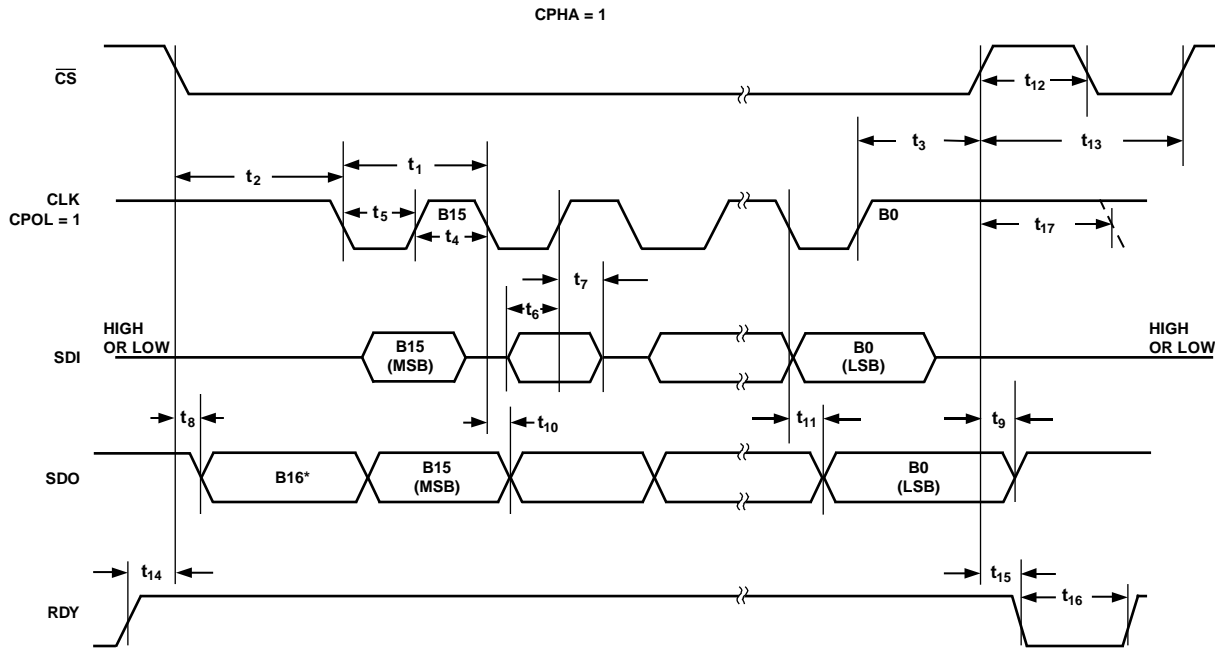 CPHA = 1
CS
t12
t3
t13
t1
t2
CLK
CPOL = 1
t5
B15
t4
B0
t17
t7
t6
HIGH
OR LOW
SDI
B15
(MSB)
B0
(LSB)
HIGH
OR LOW
t8
t10
t11
t9
SDO
B16*
B15
(MSB)
B0
(LSB)
t14
t15
t16
RDY